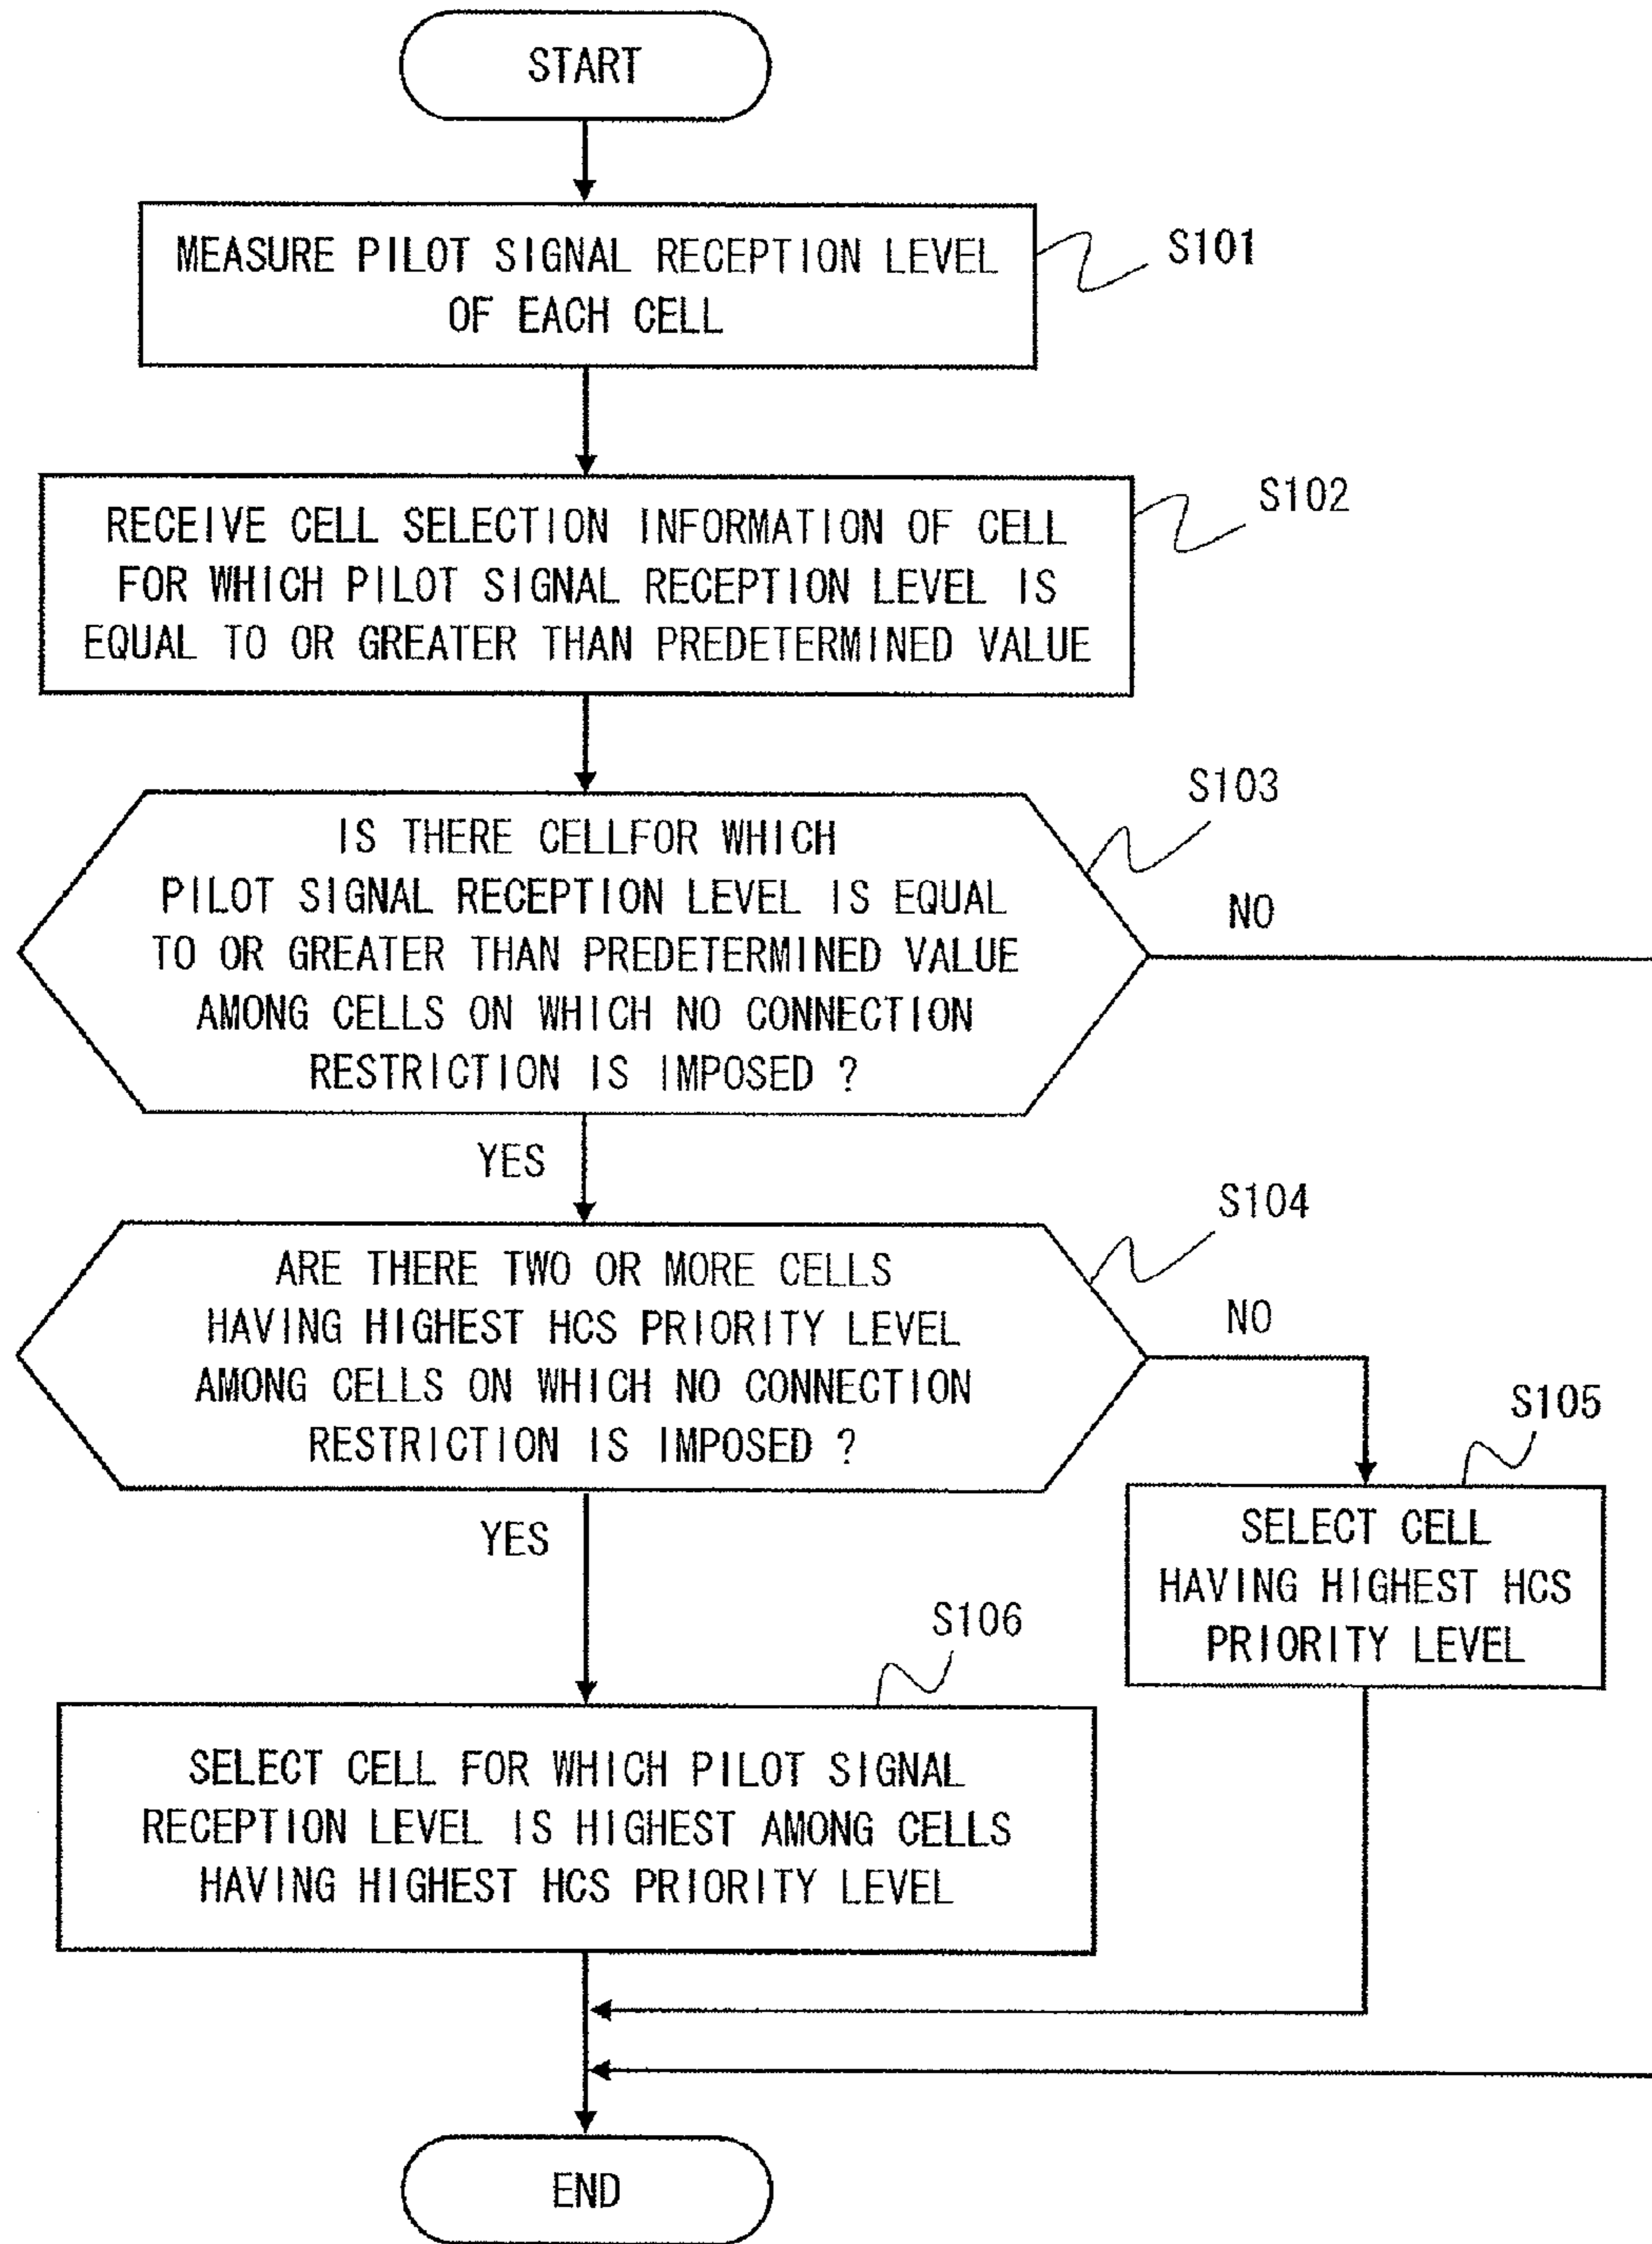 START
MEASURE PILOT SIGNAL RECEPTION LEVEL
OF EACH CELL
S101
RECEIVE CELL SELECTION INFORMATION OF CELL
FOR WHICH PILOT SIGNAL RECEPTION LEVEL IS
EQUAL TO OR GREATER THAN PREDETERMINED VALUE
S102
IS THERE CELLFOR WHICH
PILOT SIGNAL RECEPTION LEVEL IS EQUAL
TO OR GREATER THAN PREDETERMINED VALUE
AMONG CELLS ON WHICH NO CONNECTION
RESTRICTION IS IMPOSED ?
S103
NO
YES
ARE THERE TWO OR MORE CELLS
HAVING HIGHEST HCS PRIORITY LEVEL
AMONG CELLS ON WHICH NO CONNECTION
RESTRICTION IS IMPOSED ?
S104
NO
YES
S105
SELECT CELL
HAVING HIGHEST HCS
PRIORITY LEVEL
S106
SELECT CELL FOR WHICH PILOT SIGNAL
RECEPTION LEVEL IS HIGHEST AMONG CELLS
HAVING HIGHEST HCS PRIORITY LEVEL
END